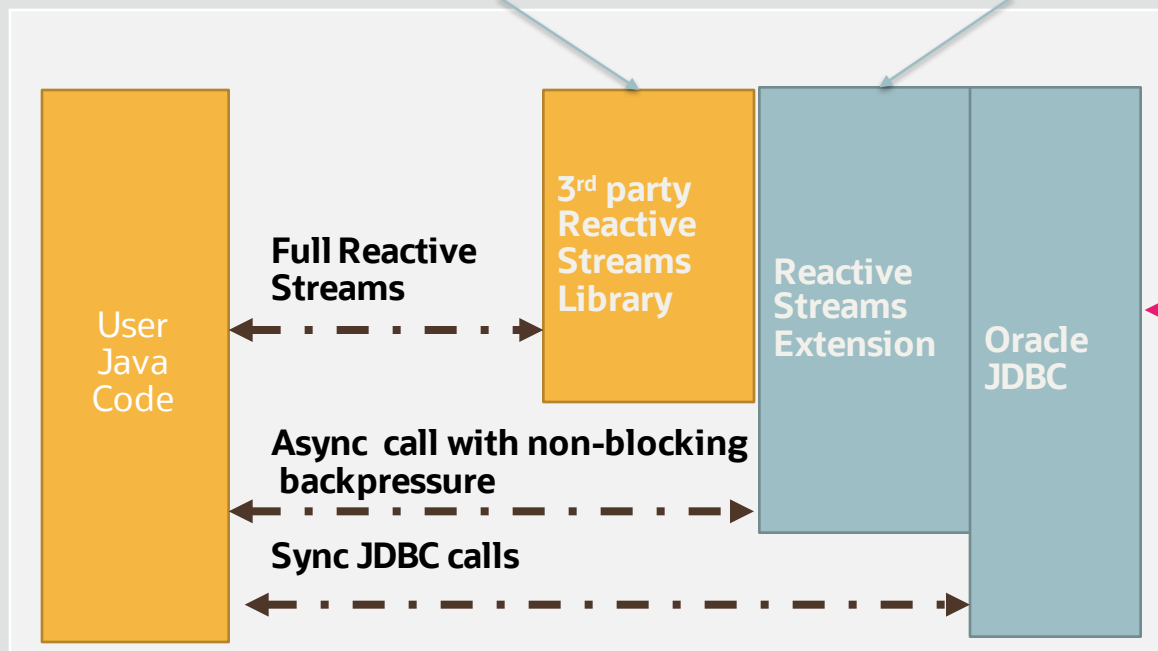 User
Java
Code
Full Reactive
Streams
3rd party
Reactive
Streams
Library
Reactive
Streams
Extension
Oracle
JDBC
Async call with non-blocking
backpressure
Sync JDBC calls